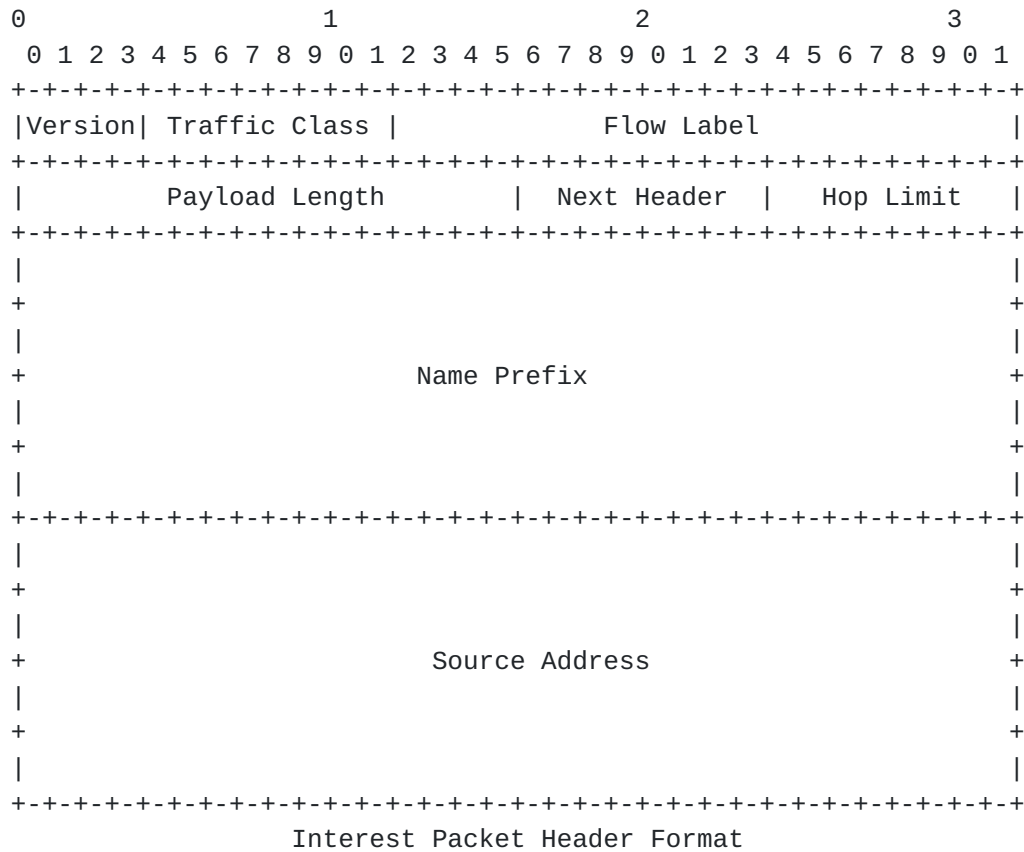 0                   1                   2                   3
 0 1 2 3 4 5 6 7 8 9 0 1 2 3 4 5 6 7 8 9 0 1 2 3 4 5 6 7 8 9 0 1
+-+-+-+-+-+-+-+-+-+-+-+-+-+-+-+-+-+-+-+-+-+-+-+-+-+-+-+-+-+-+-+-+
|Version| Traffic Class |             Flow Label                |
+-+-+-+-+-+-+-+-+-+-+-+-+-+-+-+-+-+-+-+-+-+-+-+-+-+-+-+-+-+-+-+-+
|         Payload Length        |  Next Header  |   Hop Limit   |
+-+-+-+-+-+-+-+-+-+-+-+-+-+-+-+-+-+-+-+-+-+-+-+-+-+-+-+-+-+-+-+-+
|                                                               |
+                                                               +
|                                                               |
+                         Name Prefix                           +
|                                                               |
+                                                               +
|                                                               |
+-+-+-+-+-+-+-+-+-+-+-+-+-+-+-+-+-+-+-+-+-+-+-+-+-+-+-+-+-+-+-+-+
|                                                               |
+                                                               +
|                                                               |
+                          Source Address                       +
|                                                               |
+                                                               +
|                                                               |
+-+-+-+-+-+-+-+-+-+-+-+-+-+-+-+-+-+-+-+-+-+-+-+-+-+-+-+-+-+-+-+-+
                  Interest Packet Header Format